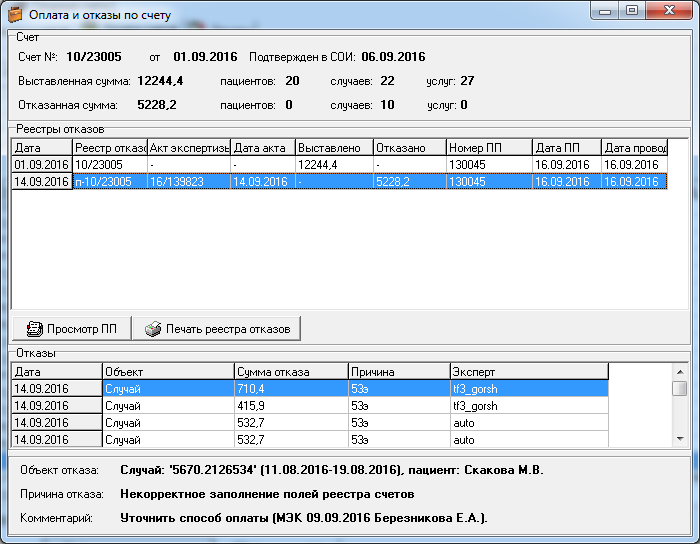 Оплата и отказы по счету
Счет
Счет №: 10/23005 от 01.09.2016 Подтвержден в СОИ: 06.09.2016
Выставленная сумма: 12244,4 пациентов: 20 случаев: 22 услуг: 27
Отказанная сумма: 5228,2 пациентов: 0 случаев: 10 услуг: 0
Реестры отказов
Дата Реестр отказо Акт экспертизы Дата акта Выставлено Отказано Номер ПП Дата ПП Дата провод
01.09.2016 10/23005 - - 12244,4 - 130045 16.09.2016 16.09.2016
14.09.2016 п-10/23005 16/139823 14.09.2016 - 5228,2 130045 16.09.2016 16.09.2016
Просмотр ПП Печать реестра отказов
Отказы
Дата Объект Сумма отказа Причина Эксперт
14.09.2016 Случай 710,4 53э tf3_gorsh
14.09.2016 Случай 415,9 53э tf3_gorsh
14.09.2016 Случай 532,7 53э auto
14.09.2016 Случай 532,7 53э auto
Объект отказа: Случай: '5670.2126534' (11.08.2016-19.08.2016), пациент: Скакова М.В.
Причина отказа: Некорректное заполнение полей реестра счетов
Комментарий: Уточнить способ оплаты (МЭК 09.09.2016 Березникова Е.А.).